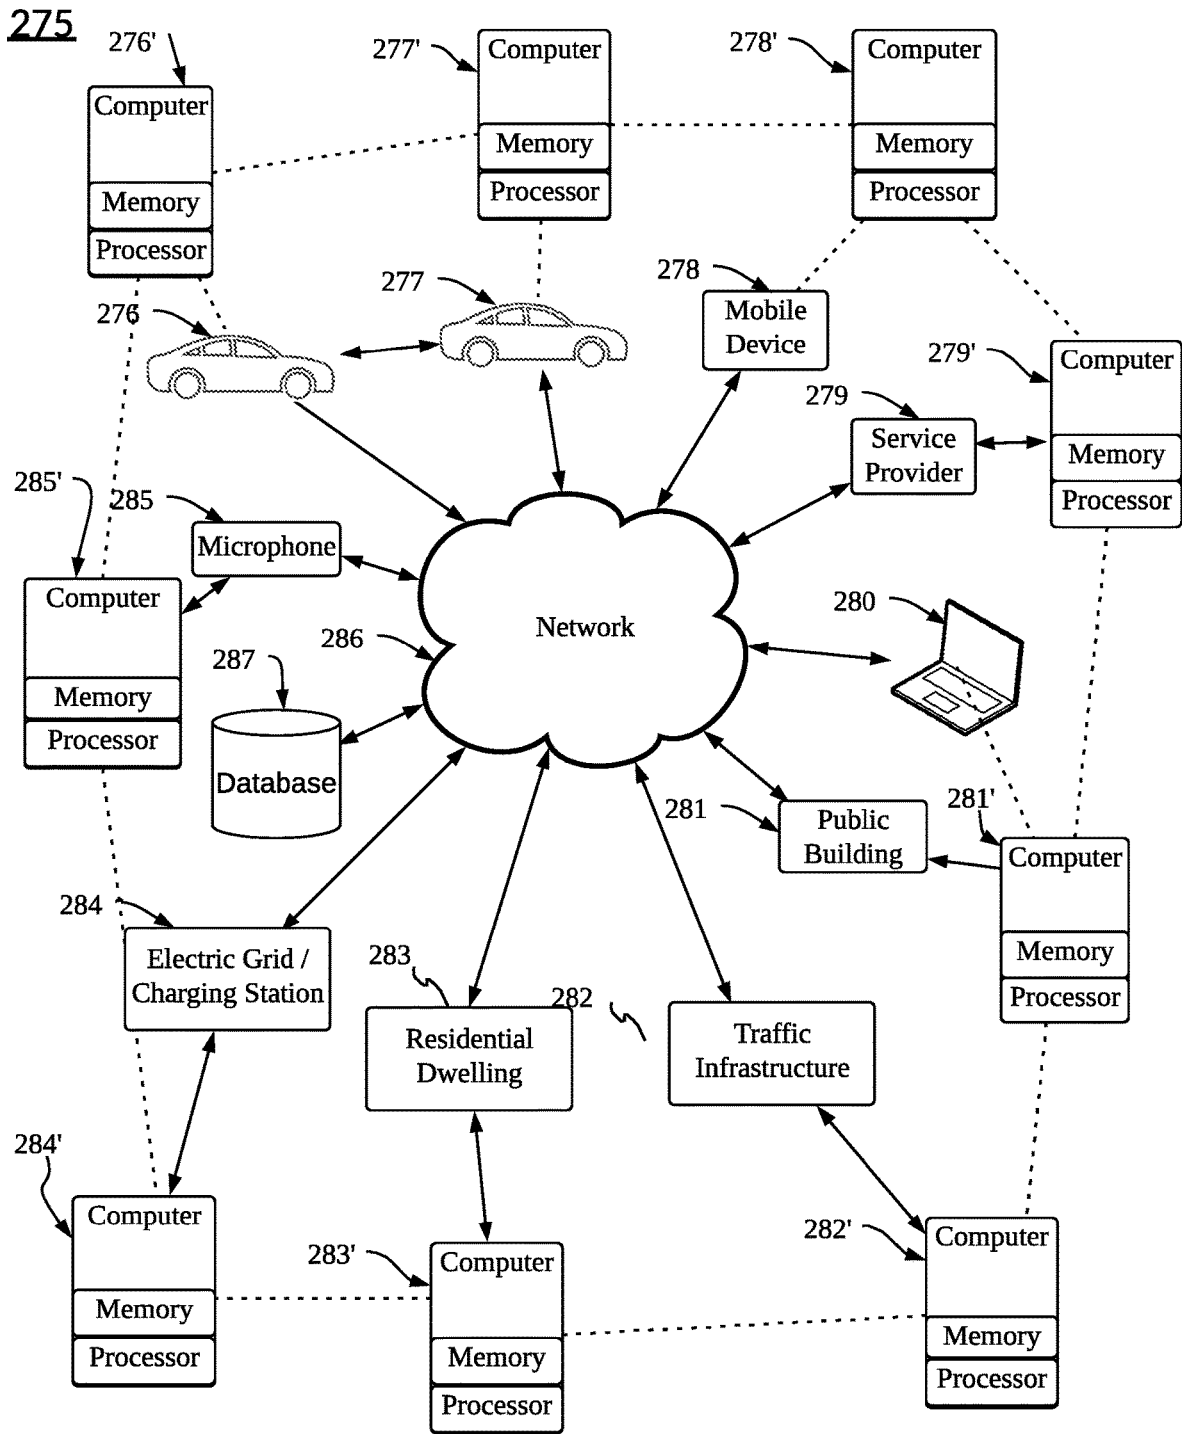 275
276'
Computer
Memory
Processor
277'
Computer
Memory
Processor
278'
Computer
Memory
Processor
276
277
278
Mobile
Device
279'
Computer
Memory
Processor
279
Service
Provider
285'
285
Microphone
Computer
Memory
Processor
286
Network
280
287
Database
281
Public
Building
281'
Computer
Memory
Processor
284
Electric Grid /
Charging Station
283
Residential
Dwelling
282
Traffic
Infrastructure
284'
Computer
Memory
Processor
283'
Computer
Memory
Processor
282'
Computer
Memory
Processor